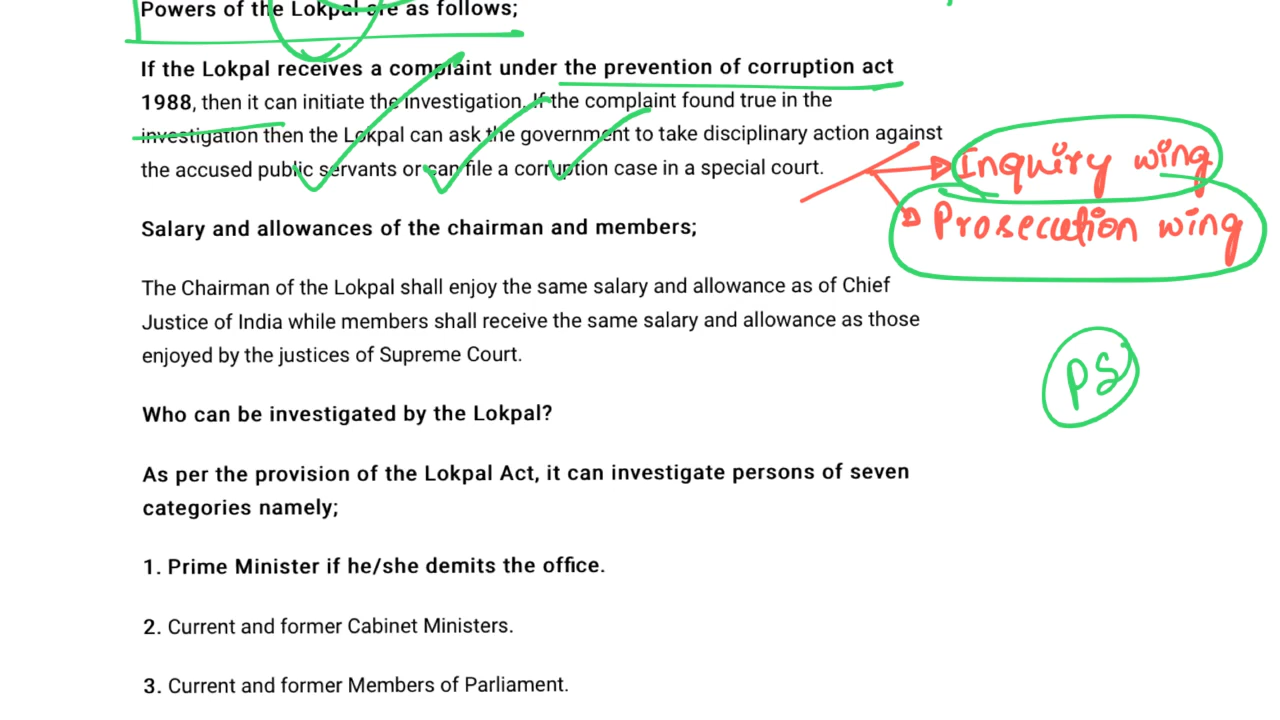 Powers of the Lokpal are as follows;
If the Lokpal receives a complaint under the prevention of corruption act
1988, then it can initiate the investigation. If the complaint found true in the
investigation then the Lokpal can ask the government to take disciplinary action against
the accused public servants or can file a corruption case in a special court.
Inquiry wing
Prosecution wing
Salary and allowances of the chairman and members;
The Chairman of the Lokpal shall enjoy the same salary and allowance as of Chief
Justice of India while members shall receive the same salary and allowance as those
enjoyed by the justices of Supreme Court.
PS
Who can be investigated by the Lokpal?
As per the provision of the Lokpal Act, it can investigate persons of seven
categories namely;
1. Prime Minister if he/she demits the office.
2. Current and former Cabinet Ministers.
3. Current and former Members of Parliament.